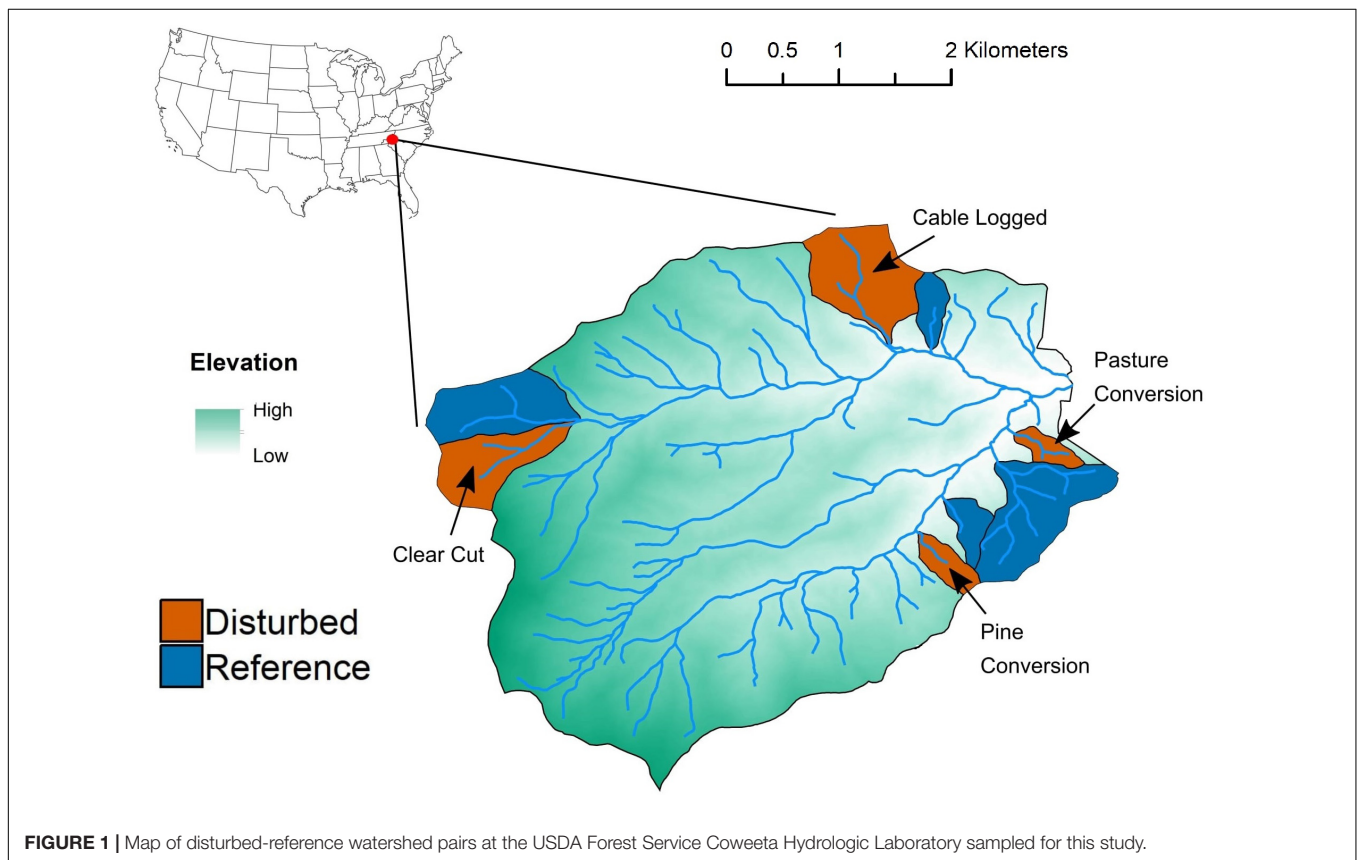 0 0.5 1 2 Kilometers
Cable Logged
Pasture
Conversion
Elevation
High
Low
Clear Cut
Disturbed
Reference
Pine
Conversion
FIGURE 1 | Map of disturbed-reference watershed pairs at the USDA Forest Service Coweeta Hydrologic Laboratory sampled for this study.